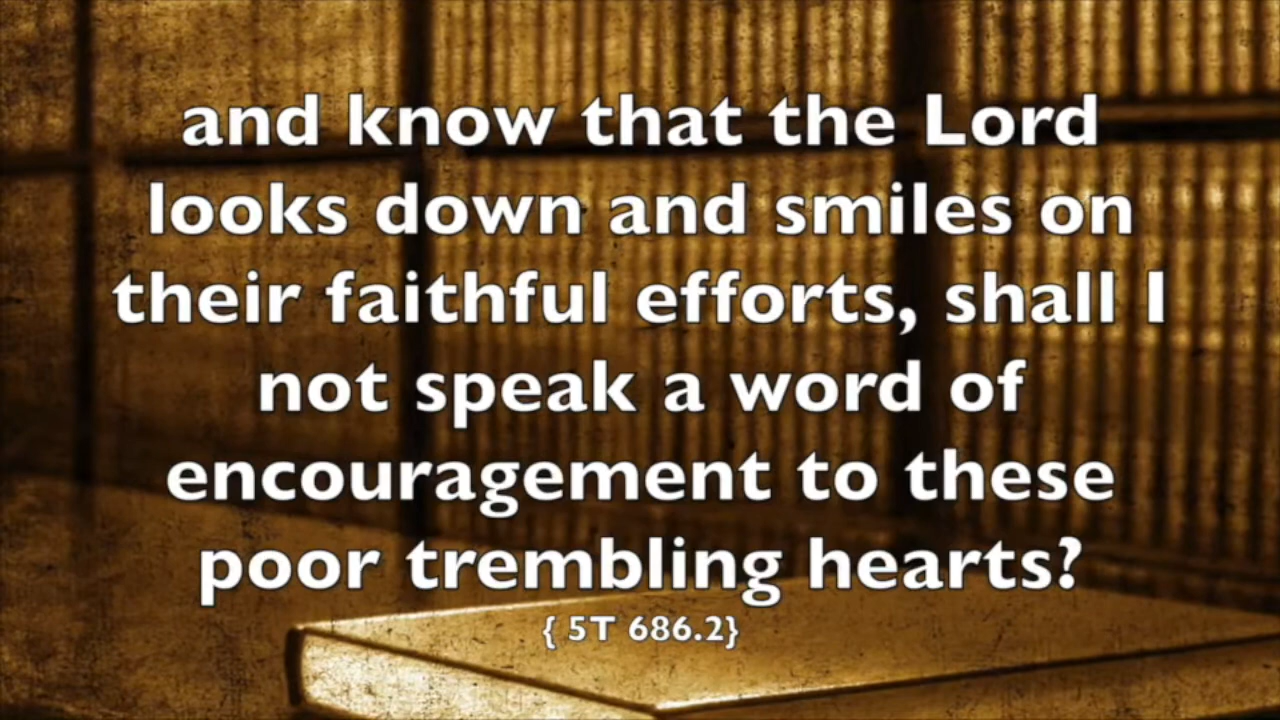 and know that the Lord
looks down and smiles on
their faithful efforts, shall I
not speak a word of
encouragement to these
poor trembling hearts?
{ 5T 686.2}